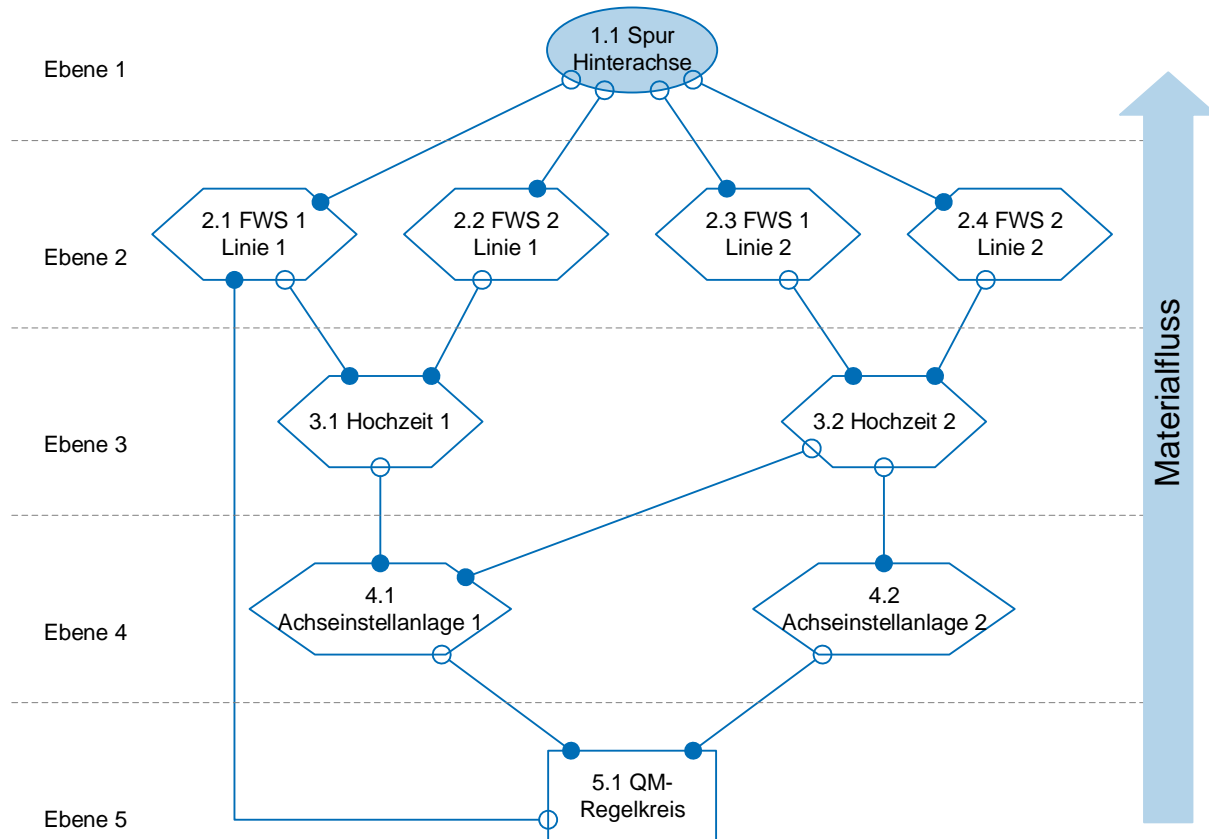 1.1 Spur
Hinterachse
Ebene 1
2.1 FWS 1
Linie 1
2.2 FWS 2
Linie 1
2.3 FWS 1
Linie 2
2.4 FWS 2
Linie 2
Ebene 2
Materialfluss
3.1 Hochzeit 1
3.2 Hochzeit 2
Ebene 3
4.1
Achseinstellanlage 1
4.2
Achseinstellanlage 2
Ebene 4
5.1 QM-
Regelkreis
Ebene 5